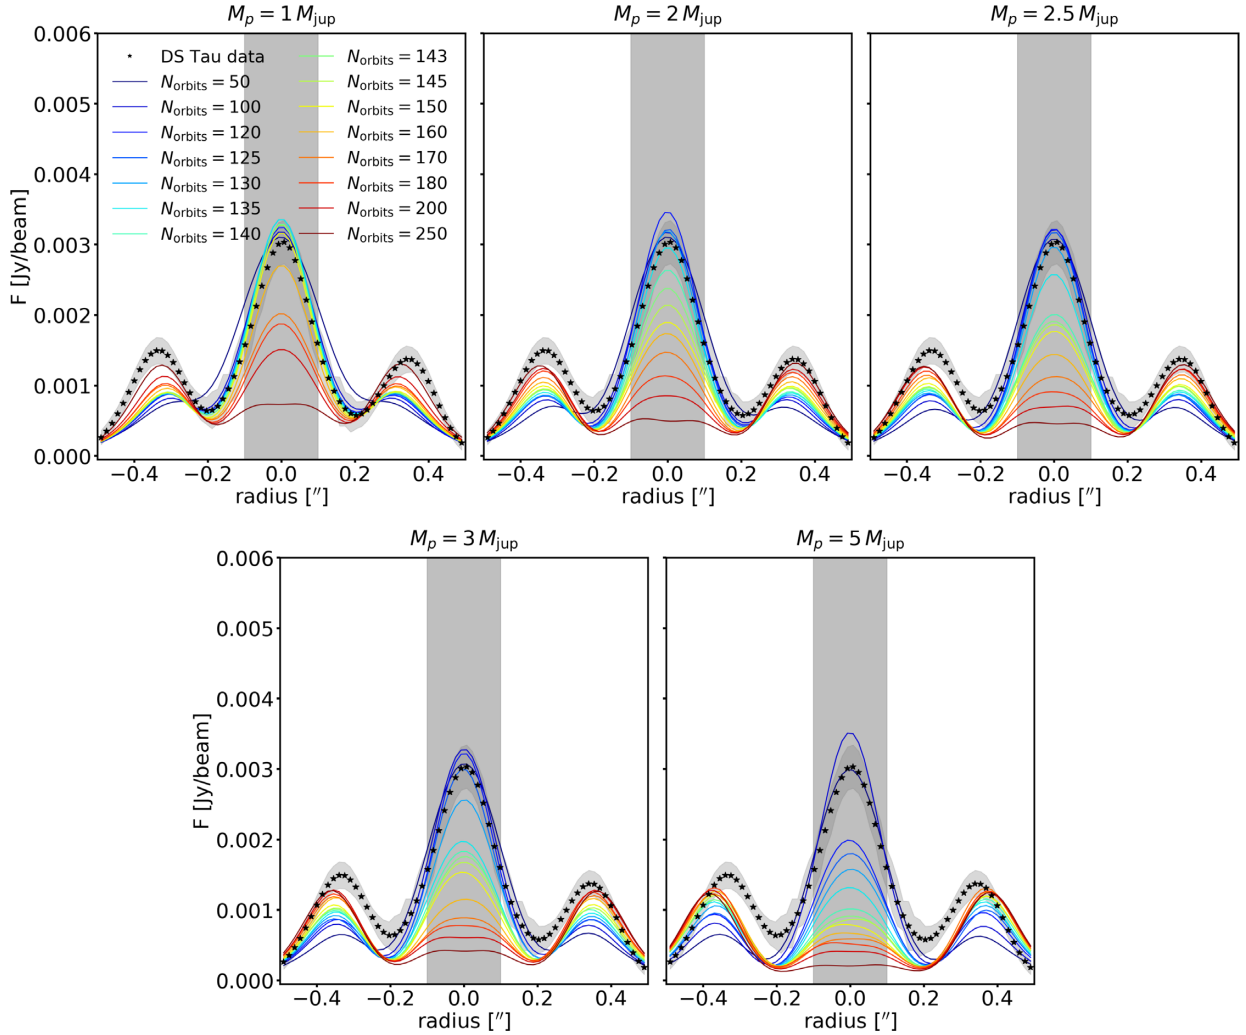 M_p = 1 M_jup
M_p = 2 M_jup
M_p = 2.5 M_jup
0.006
0.005
0.004
0.003
0.002
0.001
0.000
F [Jy/beam]
DS Tau data
N_orbits = 50
N_orbits = 100
N_orbits = 120
N_orbits = 125
N_orbits = 130
N_orbits = 135
N_orbits = 140
N_orbits = 143
N_orbits = 145
N_orbits = 150
N_orbits = 160
N_orbits = 170
N_orbits = 180
N_orbits = 200
N_orbits = 250
−0.4 −0.2 0.0 0.2 0.4
−0.4 −0.2 0.0 0.2 0.4
−0.4 −0.2 0.0 0.2 0.4
radius ["]
radius ["]
radius ["]
M_p = 3 M_jup
M_p = 5 M_jup
0.006
0.005
0.004
0.003
0.002
0.001
0.000
F [Jy/beam]
−0.4 −0.2 0.0 0.2 0.4
−0.4 −0.2 0.0 0.2 0.4
radius ["]
radius ["]